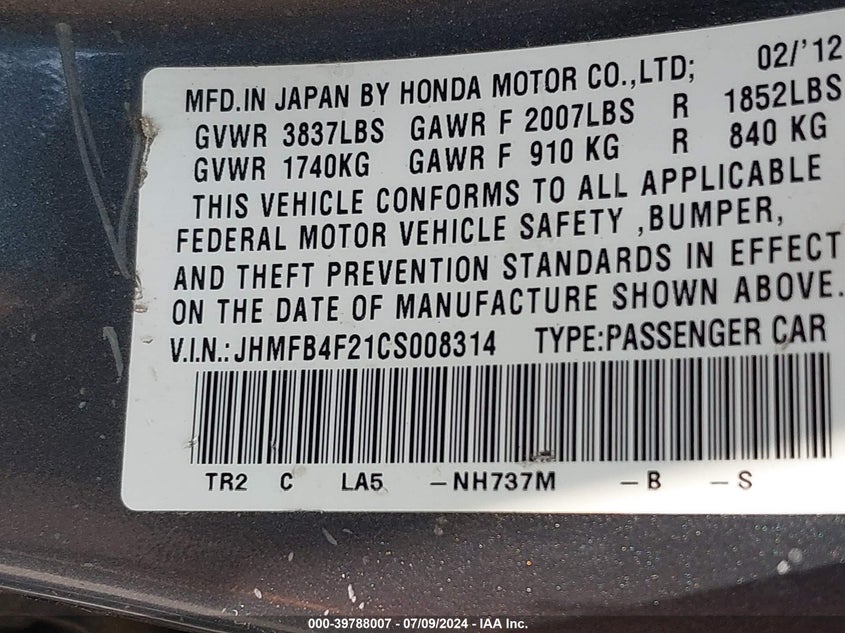 MFD.IN JAPAN BY HONDA MOTOR CO.,LTD; 02/'12
GVWR 3837LBS GAWR F 2007LBS R 1852LBS
GVWR 1740KG GAWR F 910 KG R 840 KG
THIS VEHICLE CONFORMS TO ALL APPLICABLE
FEDERAL MOTOR VEHICLE SAFETY ,BUMPER,
AND THEFT PREVENTION STANDARDS IN EFFECT
ON THE DATE OF MANUFACTURE SHOWN ABOVE.
V.I.N.:JHMFB4F21CS008314 TYPE:PASSENGER CAR
TR2 C LA5 -NH737M -B -S
000-39788007 / 07/09/2024 - IAA Inc.